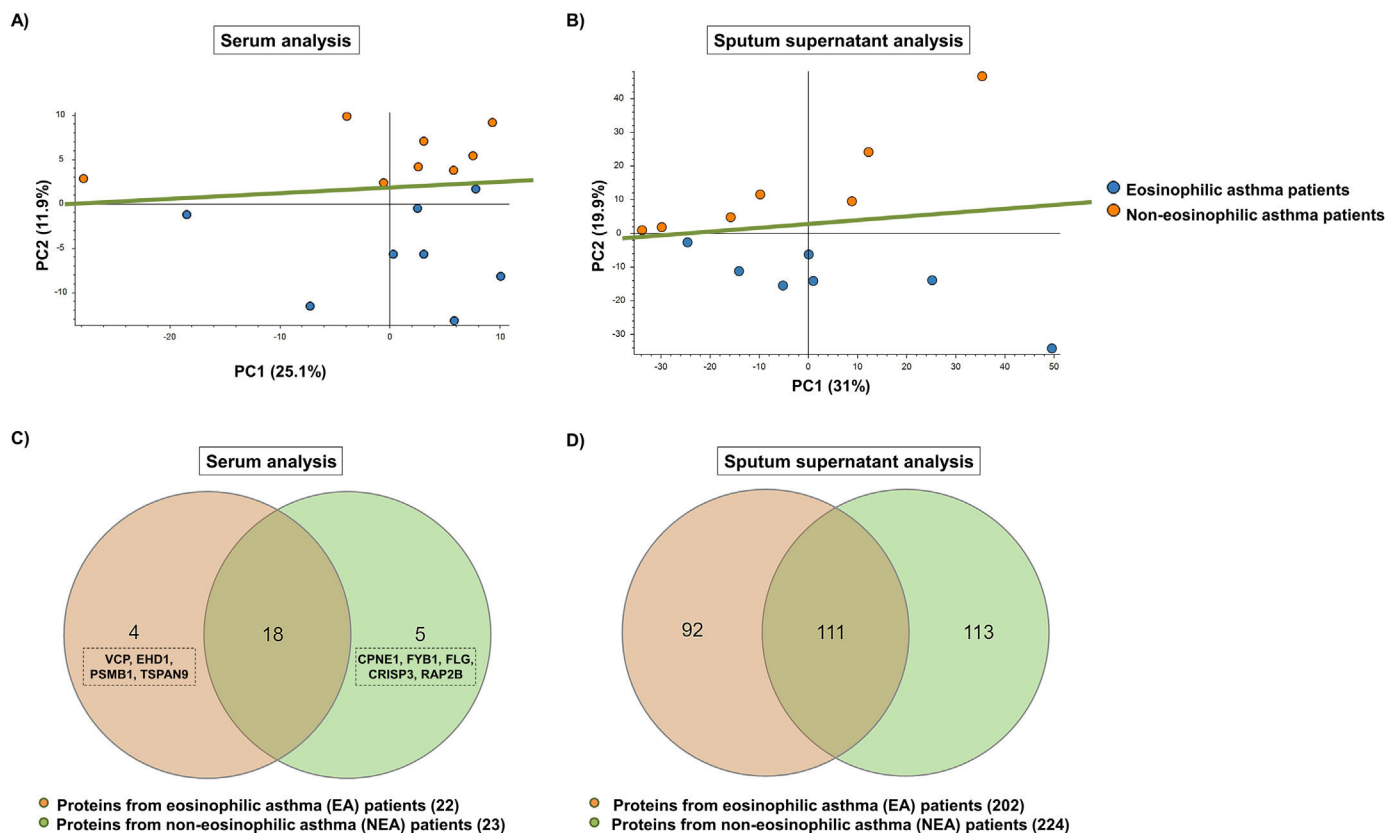 A)
Serum analysis
10
5
0
-5
-10
-20
-10
0
10
PC2 (11.9%)
PC1 (25.1%)
B)
Sputum supernatant analysis
40
30
20
10
0
-10
-20
-30
-30
-20
-10
0
10
20
30
40
50
PC2 (19.9%)
PC1 (31%)
Eosinophilic asthma patients
Non-eosinophilic asthma patients
C)
Serum analysis
4
VCP, EHD1,
PSMB1, TSPAN9
18
5
CPNE1, FYB1, FLG,
CRISP3, RAP2B
Proteins from eosinophilic asthma (EA) patients (22)
Proteins from non-eosinophilic asthma (NEA) patients (23)
D)
Sputum supernatant analysis
92
111
113
Proteins from eosinophilic asthma (EA) patients (202)
Proteins from non-eosinophilic asthma (NEA) patients (224)